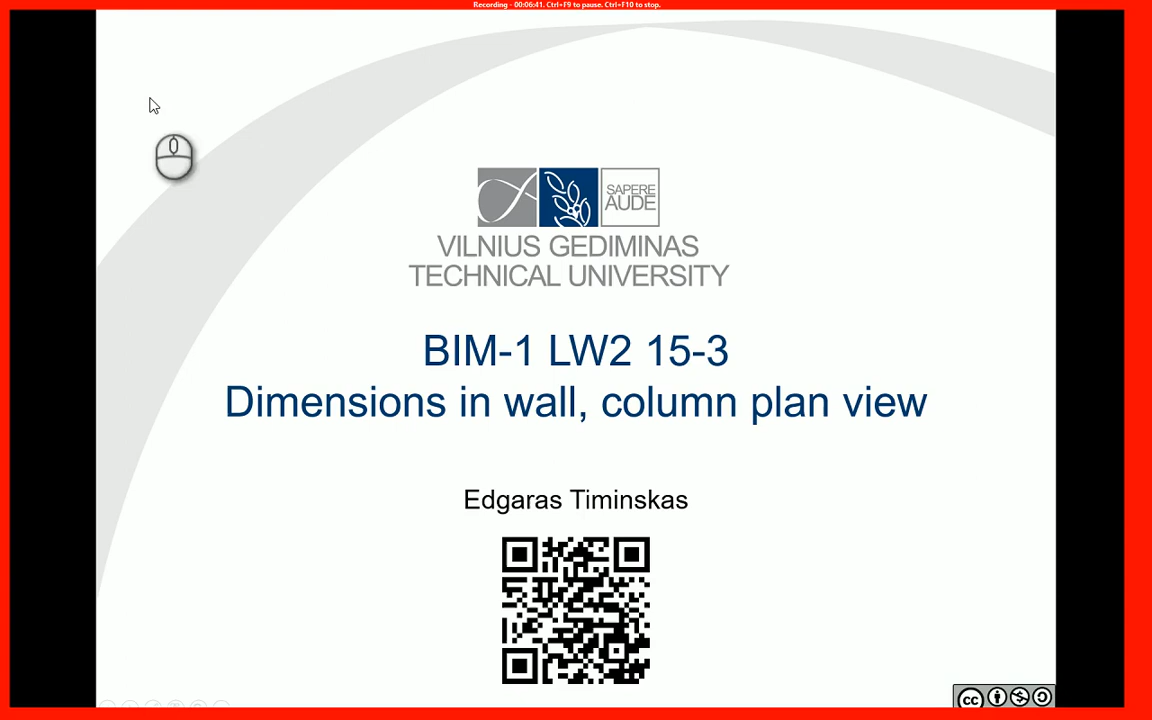 Recording - 00:06:41. Ctrl+F9 to pause. Ctrl+F10 to stop.
SAPERE
AUDE
VILNIUS GEDIMINAS
TECHNICAL UNIVERSITY
BIM-1 LW2 15-3
Dimensions in wall, column plan view
Edgaras Timinskas
cc